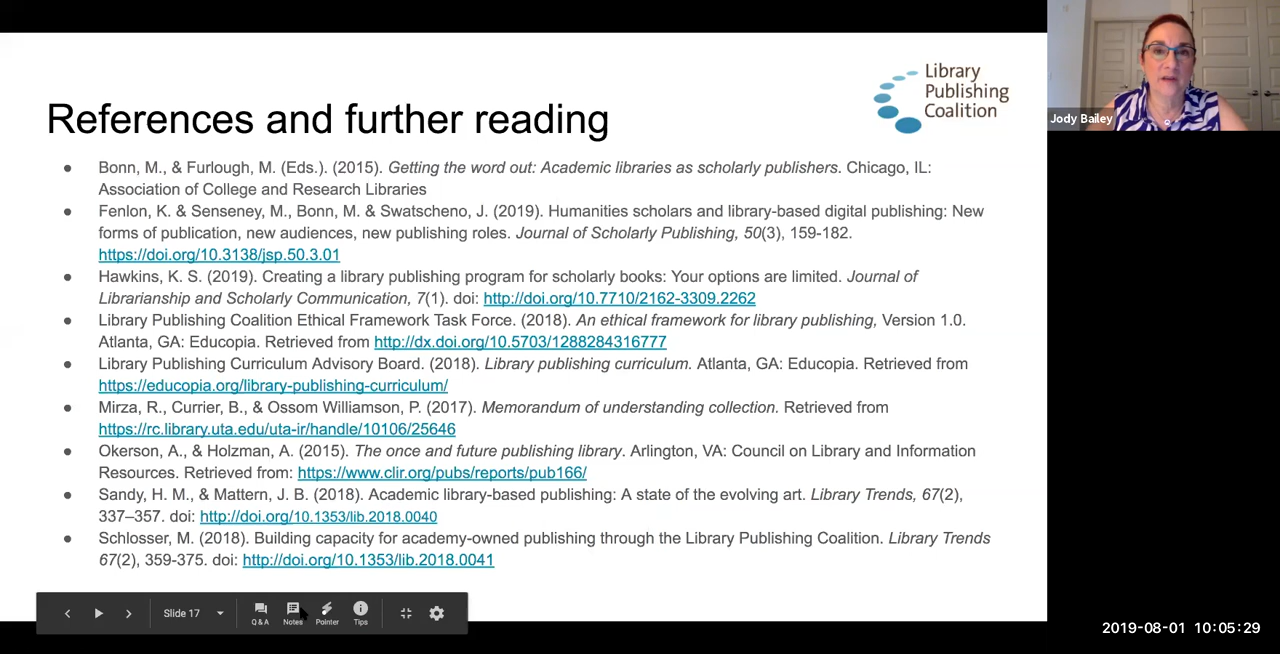 Library
Publishing
Coalition
Jody Bailey
References and further reading
● Bonn, M., & Furlough, M. (Eds.). (2015). Getting the word out: Academic libraries as scholarly publishers. Chicago, IL:
Association of College and Research Libraries
● Fenlon, K. & Senseney, M., Bonn, M. & Swatscheno, J. (2019). Humanities scholars and library-based digital publishing: New
forms of publication, new audiences, new publishing roles. Journal of Scholarly Publishing, 50(3), 159-182.
https://doi.org/10.3138/jsp.50.3.01
● Hawkins, K. S. (2019). Creating a library publishing program for scholarly books: Your options are limited. Journal of
Librarianship and Scholarly Communication, 7(1). doi: http://doi.org/10.7710/2162-3309.2262
● Library Publishing Coalition Ethical Framework Task Force. (2018). An ethical framework for library publishing, Version 1.0.
Atlanta, GA: Educopia. Retrieved from http://dx.doi.org/10.5703/1288284316777
● Library Publishing Curriculum Advisory Board. (2018). Library publishing curriculum. Atlanta, GA: Educopia. Retrieved from
https://educopia.org/library-publishing-curriculum/
● Mirza, R., Currier, B., & Ossom Williamson, P. (2017). Memorandum of understanding collection. Retrieved from
https://rc.library.uta.edu/uta-ir/handle/10106/25646
● Okerson, A., & Holzman, A. (2015). The once and future publishing library. Arlington, VA: Council on Library and Information
Resources. Retrieved from: https://www.clir.org/pubs/reports/pub166/
● Sandy, H. M., & Mattern, J. B. (2018). Academic library-based publishing: A state of the evolving art. Library Trends, 67(2),
337–357. doi: http://doi.org/10.1353/lib.2018.0040
● Schlosser, M. (2018). Building capacity for academy-owned publishing through the Library Publishing Coalition. Library Trends
67(2), 359-375. doi: http://doi.org/10.1353/lib.2018.0041
Slide 17
Q & A
Notes
Pointer
Tips
2019-08-01 10:05:29